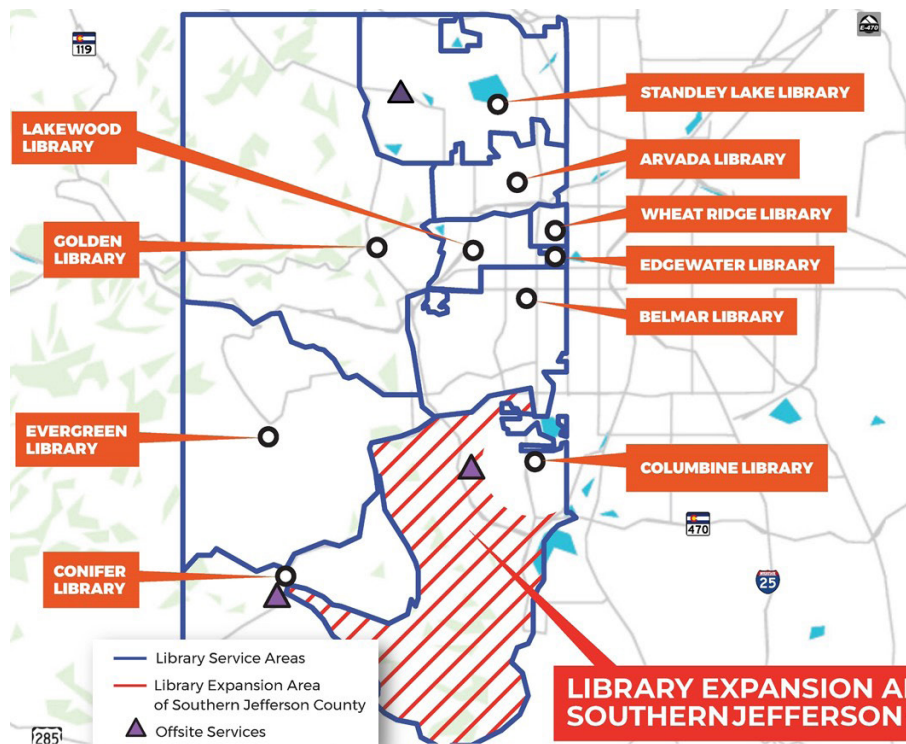 119
E-470
STANDLEY LAKE LIBRARY
LAKEWOOD
LIBRARY
ARVADA LIBRARY
WHEAT RIDGE LIBRARY
GOLDEN
LIBRARY
EDGEWATER LIBRARY
BELMAR LIBRARY
EVERGREEN
LIBRARY
COLUMBINE LIBRARY
470
CONIFER
LIBRARY
25
Library Service Areas
Library Expansion Area
of Southern Jefferson County
Offsite Services
LIBRARY EXPANSION
SOUTHERN JEFFERSON
285